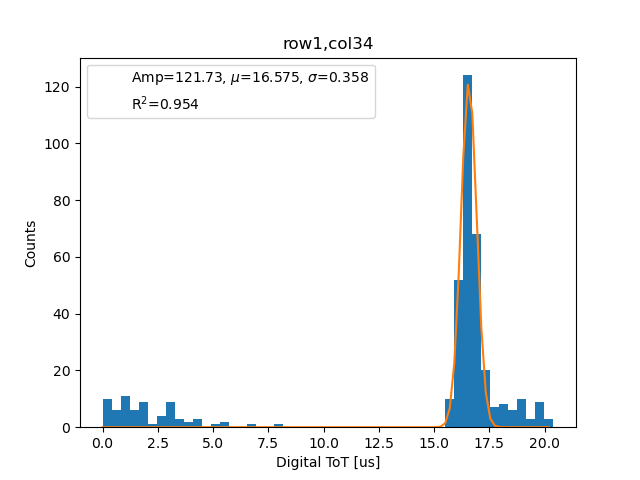 row1,col34
Amp=121.73, μ=16.575, σ=0.358
R²=0.954
120
100
80
60
40
20
0
Counts
0.0 2.5 5.0 7.5 10.0 12.5 15.0 17.5 20.0
Digital ToT [us]